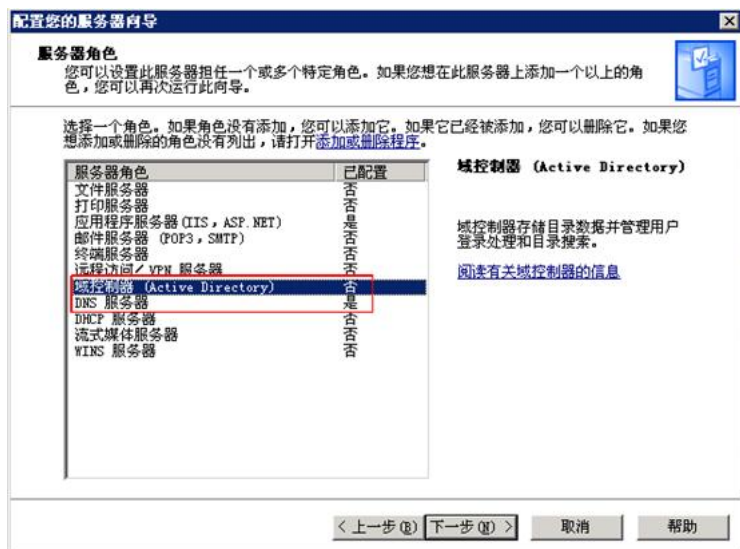 配置您的服务器向导
服务器角色
您可以设置此服务器担任一个或多个特定角色。如果您想在此服务器上添加一个以上的角
色，您可以再次运行此向导。
选择一个角色。如果角色没有添加，您可以添加它。如果它已经被添加，您可以删除它。如果您
想添加或删除的角色没有列出，请打开添加或删除程序。
服务器角色 已配置
文件服务器 否
打印服务器 否
应用程序服务器(IIS，ASP.NET) 是
邮件服务器 (POP3，SMTP) 否
终端服务器 否
远程访问/ VPN 服务器 否
域控制器 (Active Directory) 否
DNS 服务器 是
DHCP 服务器 否
流式媒体服务器 否
WINS 服务器 否
域控制器 (Active Directory)
域控制器存储目录数据并管理用户
登录处理和目录搜索。
阅读有关域控制器的信息
< 上一步(B) 下一步(N) > 取消 帮助